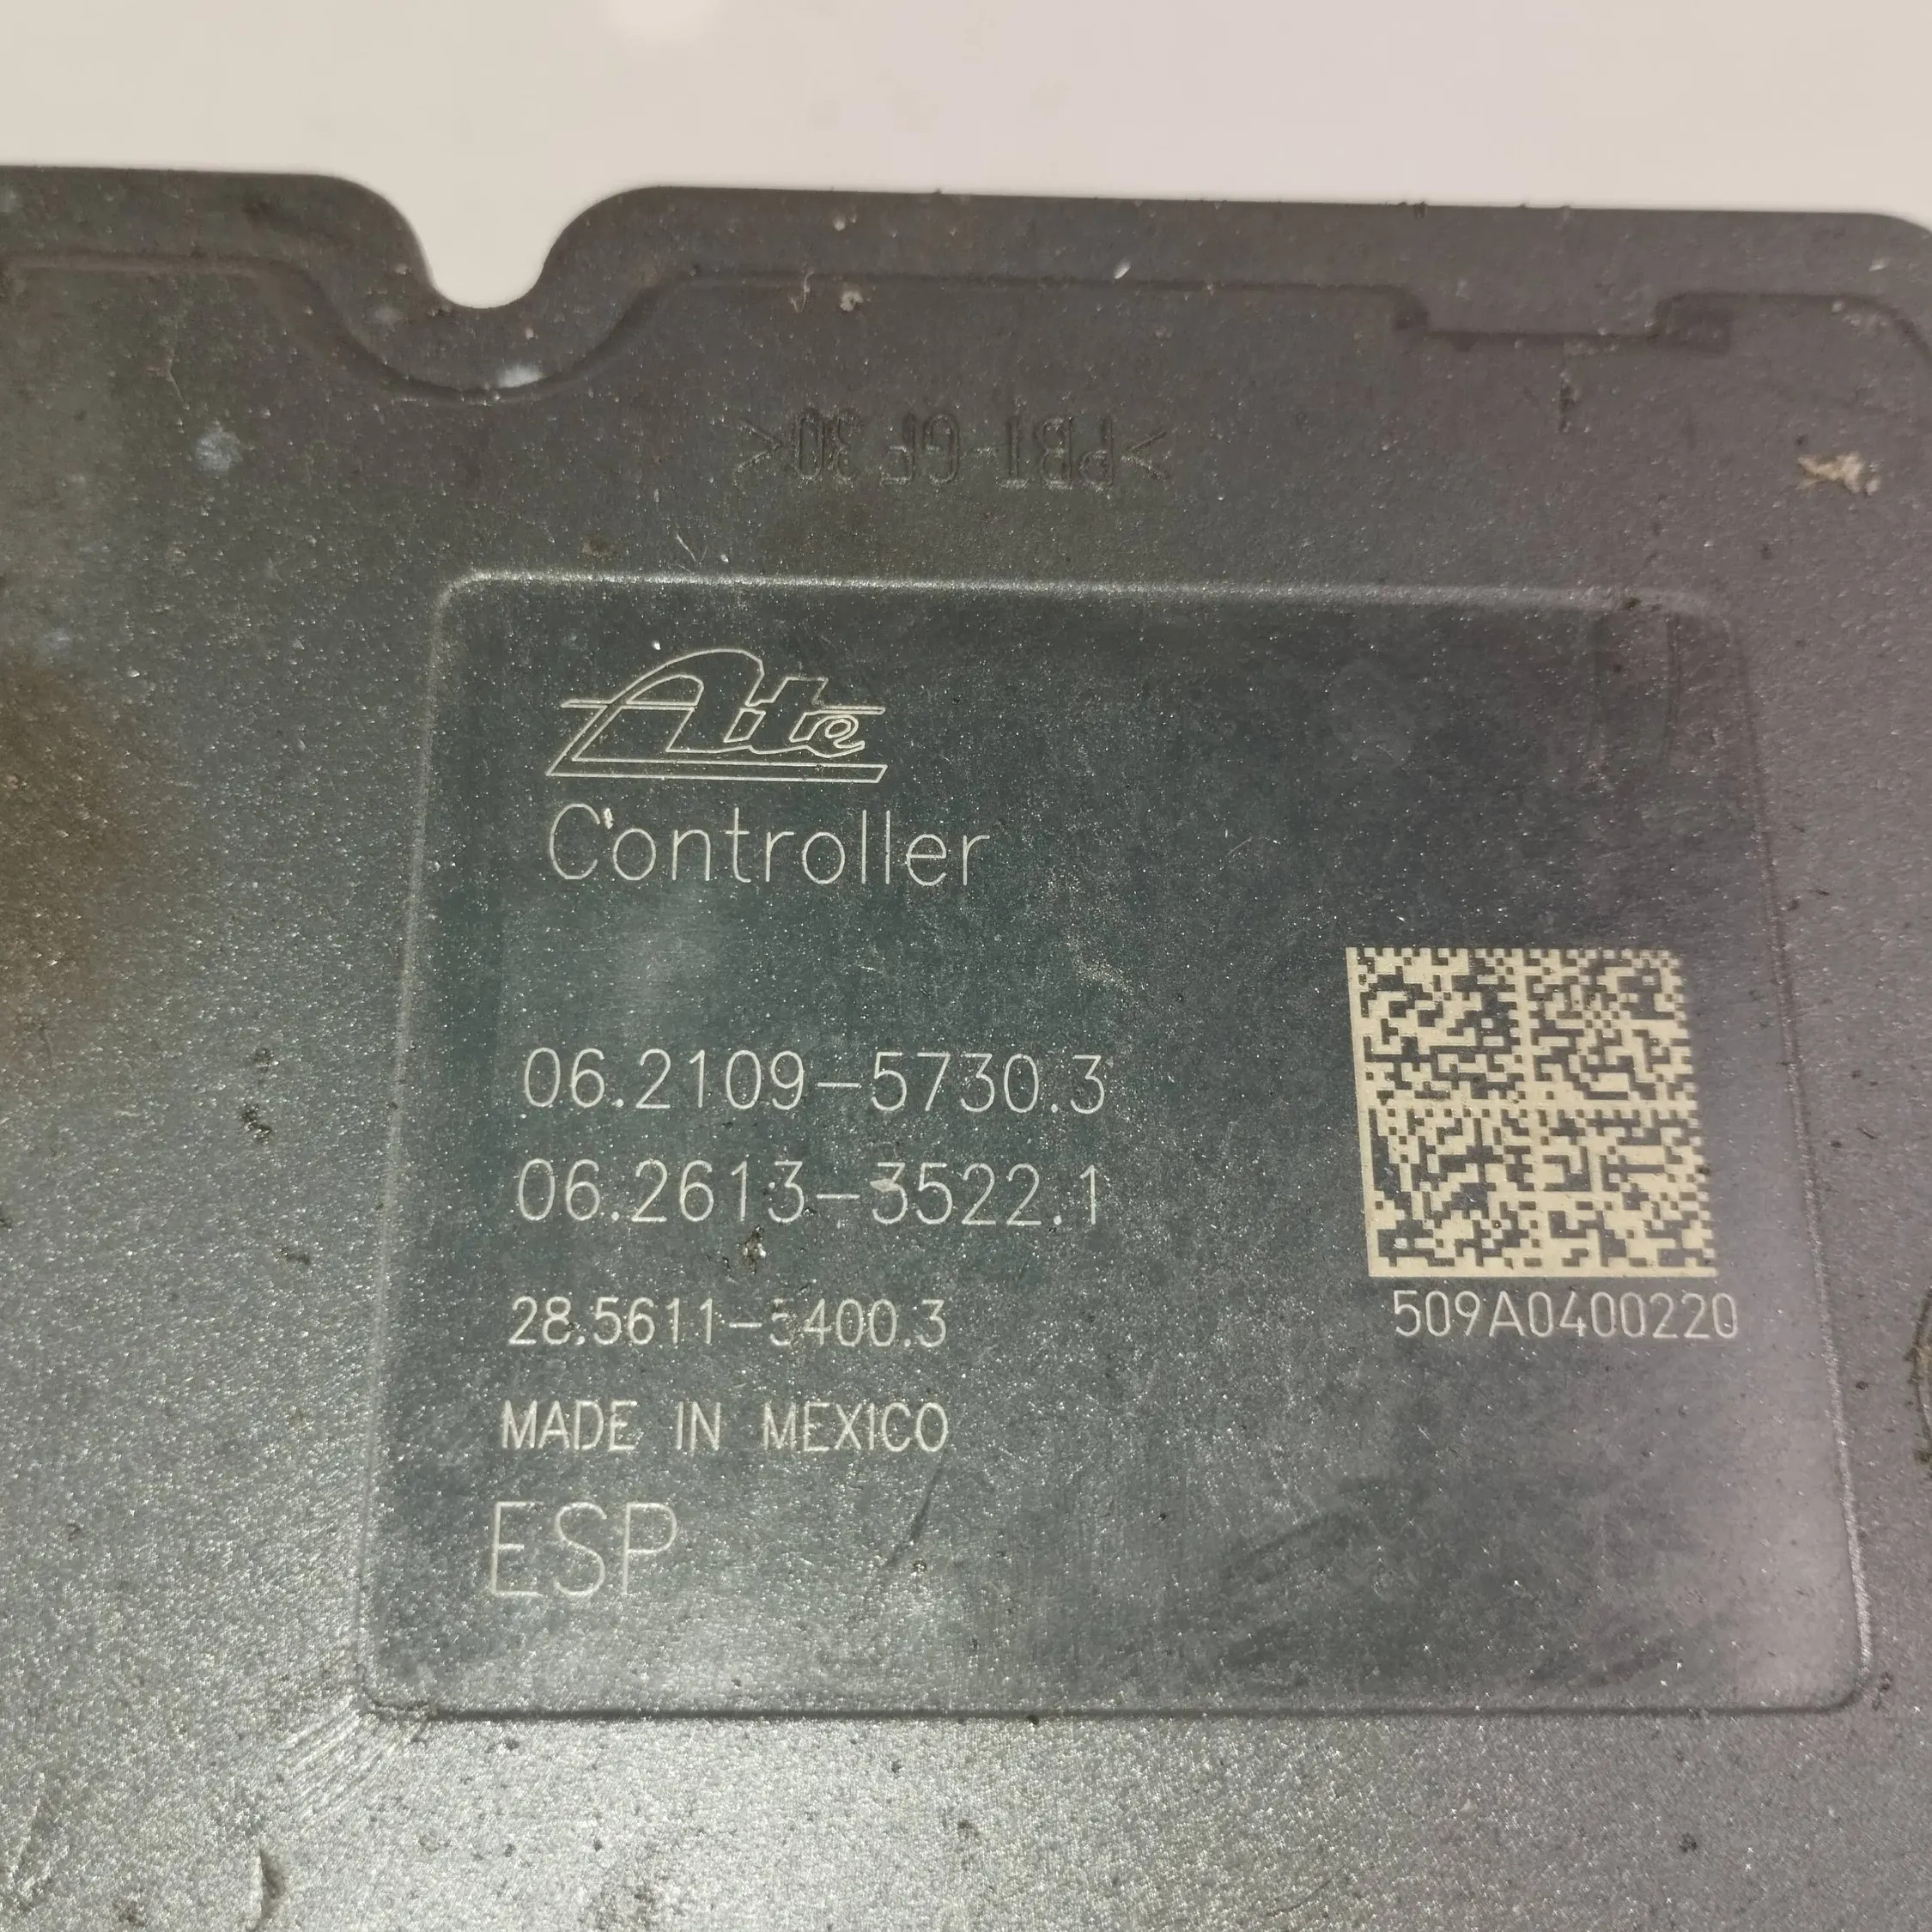 >PBT-GF30<
Ate
Controller
06.2109-5730.3
06.2613-3522.1
28.5611-5400.3
509A0400220
MADE IN MEXICO
ESP